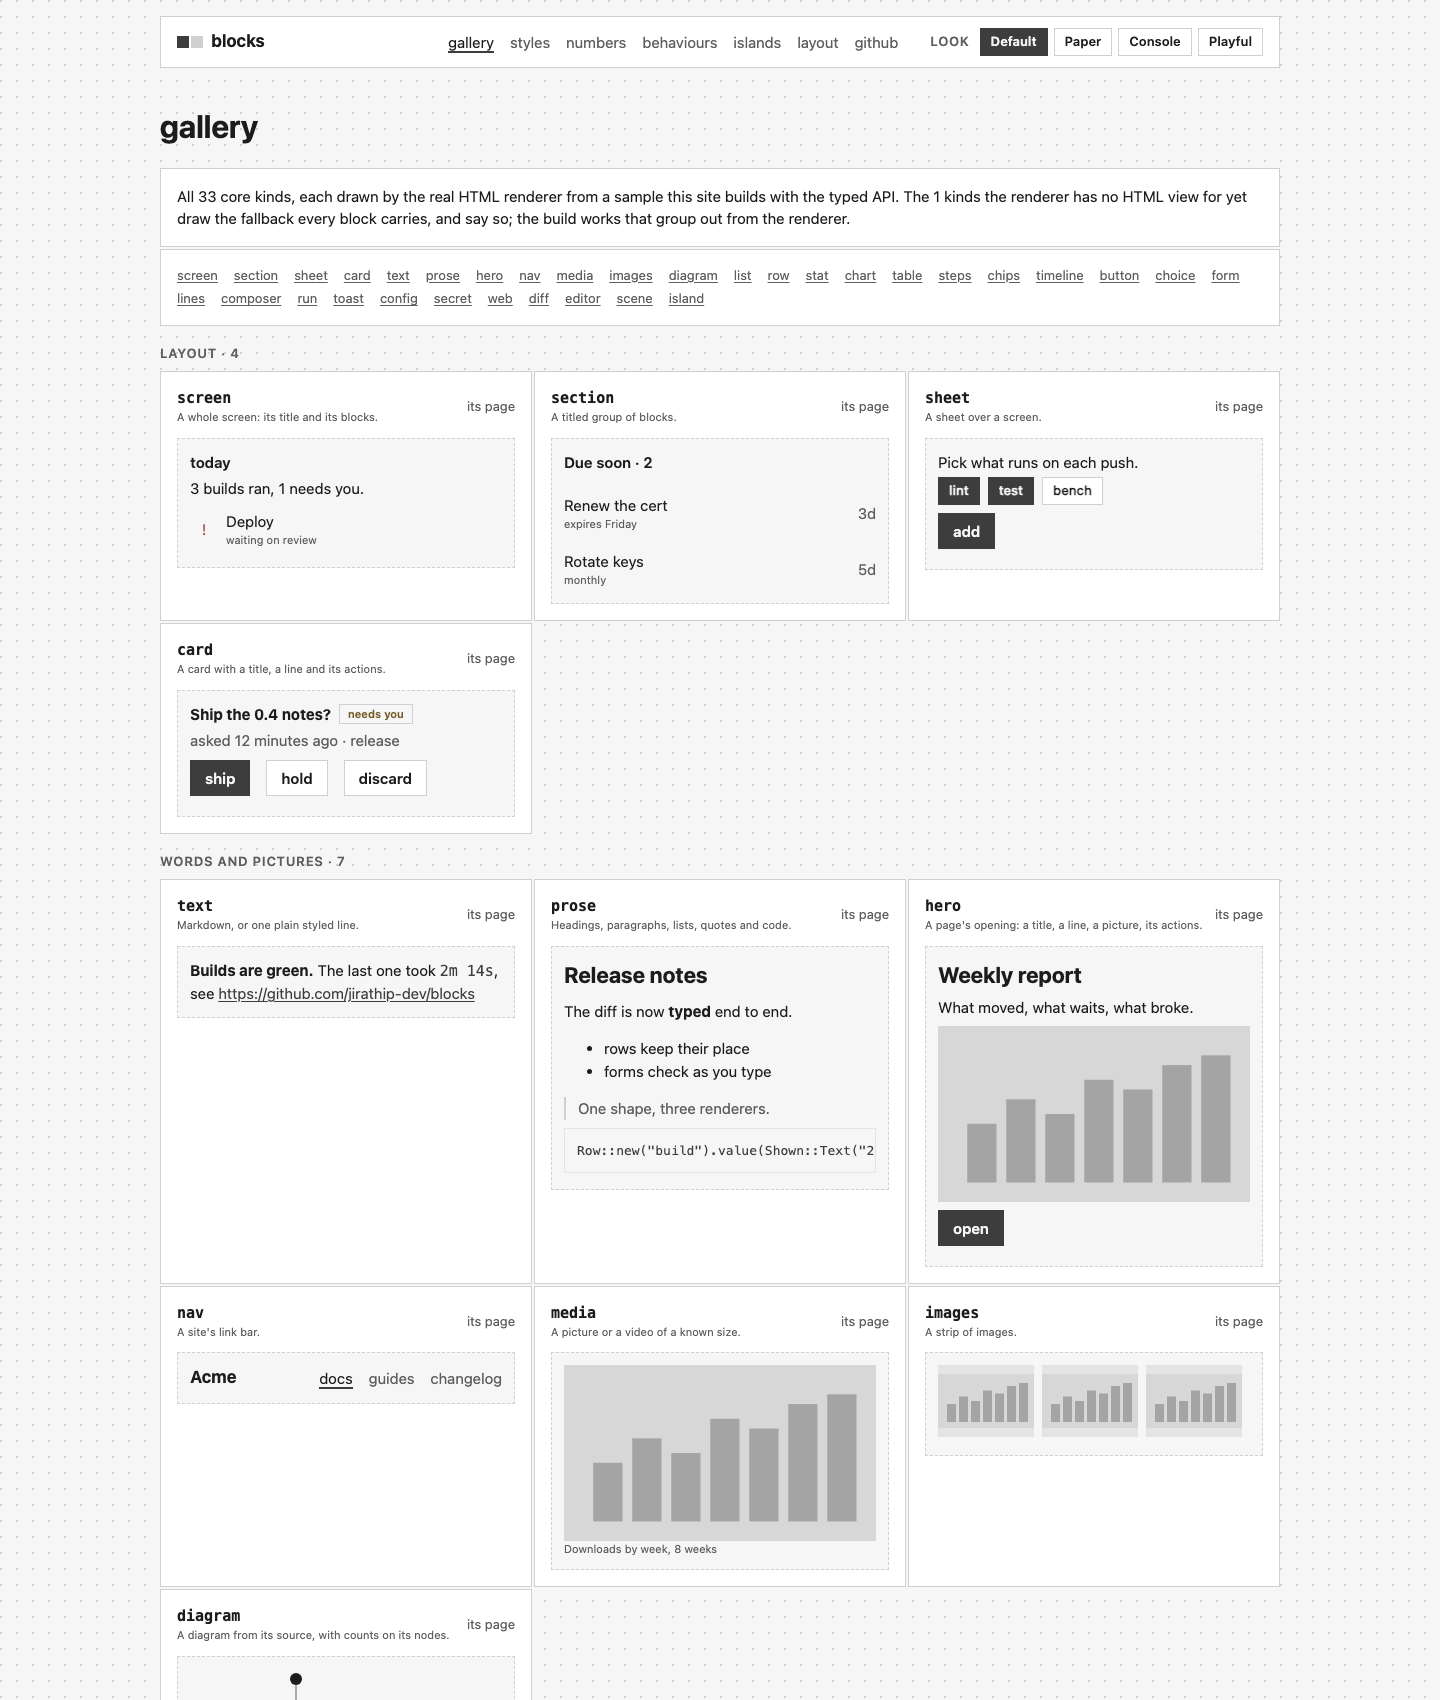 blocks
gallery styles numbers behaviours islands layout github LOOK Default Paper Console Playful
gallery
All 33 core kinds, each drawn by the real HTML renderer from a sample this site builds with the typed API. The 1 kinds the renderer has no HTML view for yet
draw the fallback every block carries, and say so; the build works that group out from the renderer.
screen section sheet card text prose hero nav media images diagram list row stat chart table steps chips timeline button choice form
lines composer run toast config secret web diff editor scene island
LAYOUT · 4
screen
A whole screen: its title and its blocks.
its page
today
3 builds ran, 1 needs you.
!
Deploy
waiting on review
section
A titled group of blocks.
its page
Due soon · 2
Renew the cert
expires Friday
3d
Rotate keys
monthly
5d
sheet
A sheet over a screen.
its page
Pick what runs on each push.
lint test bench
add
card
A card with a title, a line and its actions.
its page
Ship the 0.4 notes? needs you
asked 12 minutes ago · release
ship hold discard
WORDS AND PICTURES · 7
text
Markdown, or one plain styled line.
its page
Builds are green. The last one took 2m 14s,
see https://github.com/jirathip-dev/blocks
prose
Headings, paragraphs, lists, quotes and code.
its page
Release notes
The diff is now typed end to end.
• rows keep their place
• forms check as you type
One shape, three renderers.
Row::new("build").value(Shown::Text("2
hero
A page's opening: a title, a line, a picture, its actions.
its page
Weekly report
What moved, what waits, what broke.
open
nav
A site's link bar.
its page
Acme docs guides changelog
media
A picture or a video of a known size.
its page
Downloads by week, 8 weeks
images
A strip of images.
its page
diagram
A diagram from its source, with counts on its nodes.
its page